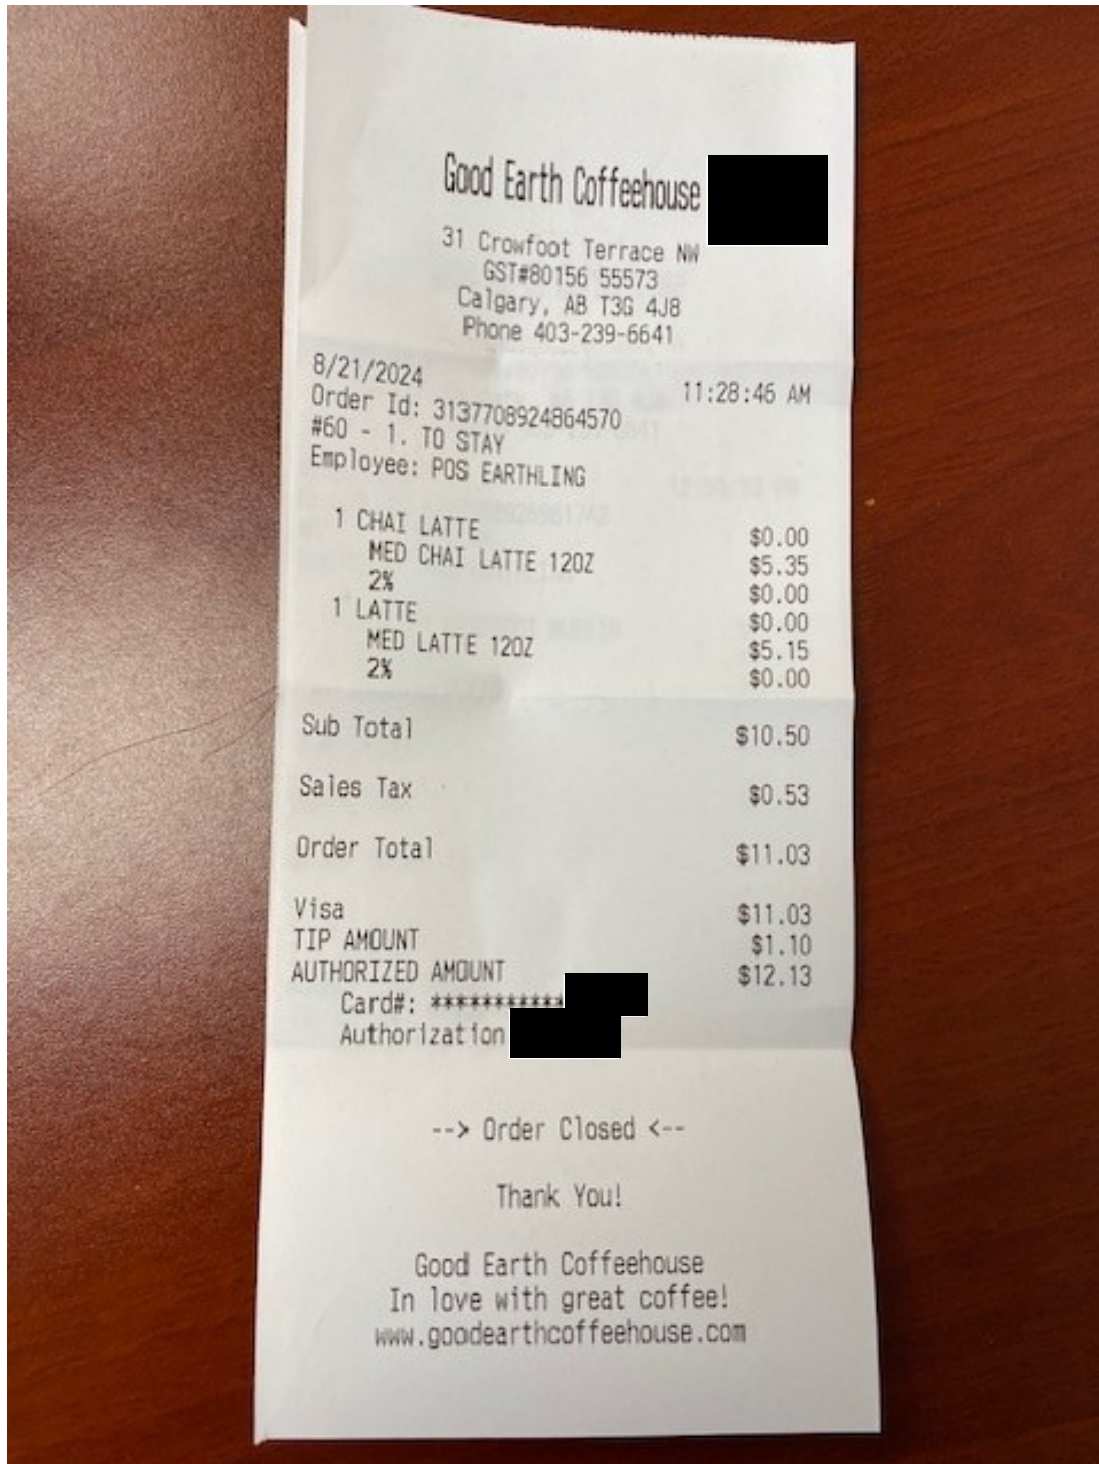 Good Earth Coffeehouse
31 Crowfoot Terrace NW
GST#80156 55573
Calgary, AB T3G 4J8
Phone 403-239-6641
8/21/2024 11:28:46 AM
Order Id: 3137708924864570
#60 - 1. TO STAY
Employee: POS EARTHLING
1 CHAI LATTE $0.00
MED CHAI LATTE 12OZ $5.35
2% $0.00
1 LATTE $0.00
MED LATTE 12OZ $5.15
2% $0.00
Sub Total $10.50
Sales Tax $0.53
Order Total $11.03
Visa $11.03
TIP AMOUNT $1.10
AUTHORIZED AMOUNT $12.13
Card#: ***********
Authorization
--> Order Closed <--
Thank You!
Good Earth Coffeehouse
In love with great coffee!
www.goodearthcoffeehouse.com